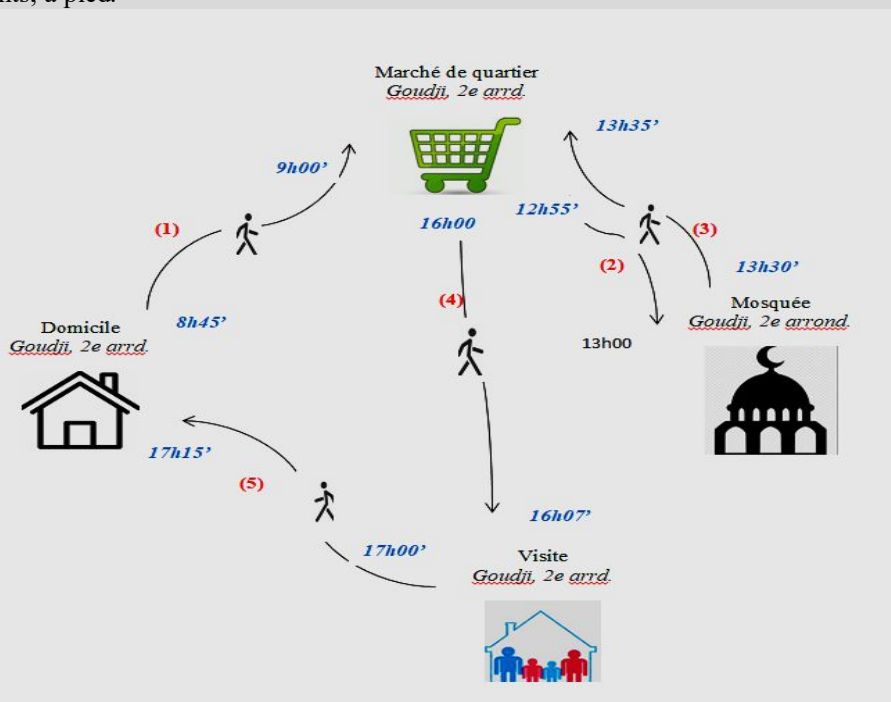 à pied.
Marché de quartier
Goudji, 2e arrd.
13h35’
9h00’
12h55’
16h00
(1)
(3)
(2)
13h30’
(4)
Mosquée
Goudji, 2e arrond.
8h45’
Domicile
Goudji, 2e arrd.
13h00
17h15’
(5)
16h07’
17h00’
Visite
Goudji, 2e arrd.